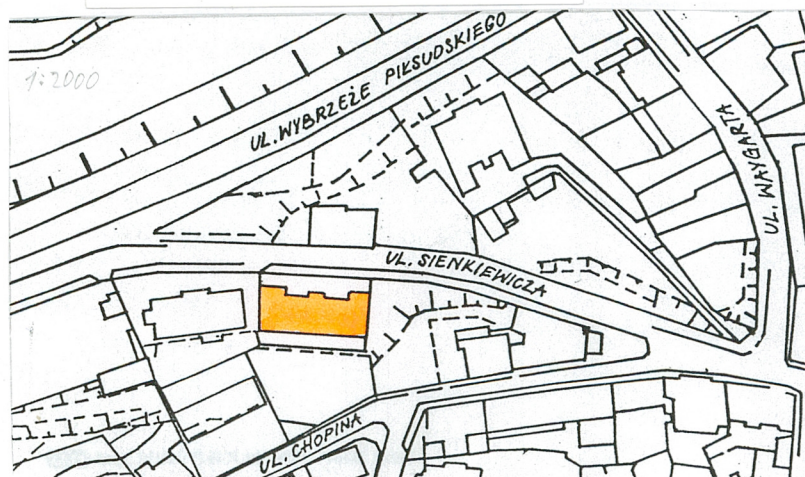 1:2000
UL. WYBRZEŻE PIŁSUDSKIEGO
UL. WAYGARTA
UL. SIENKIEWICZA
UL. CHOPINA